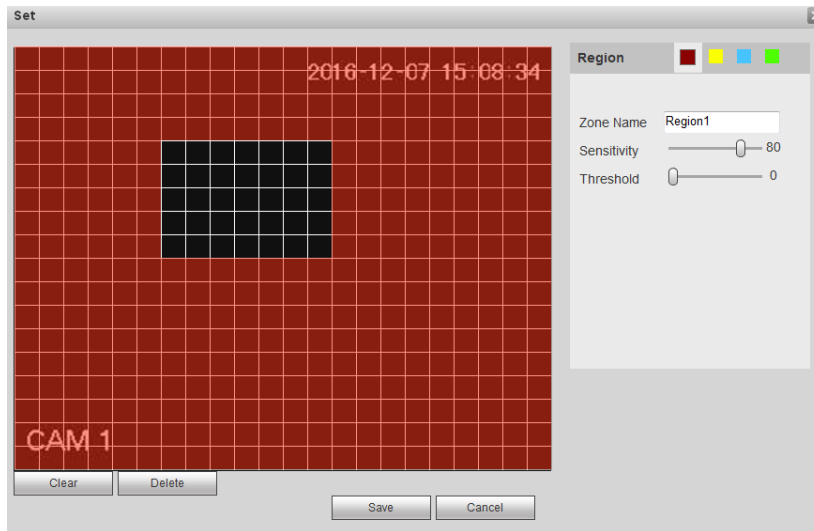 Set
2016-12-07 15:08:34
CAM 1
Clear
Delete
Save
Cancel
Region
Zone Name Region1
Sensitivity 80
Threshold 0